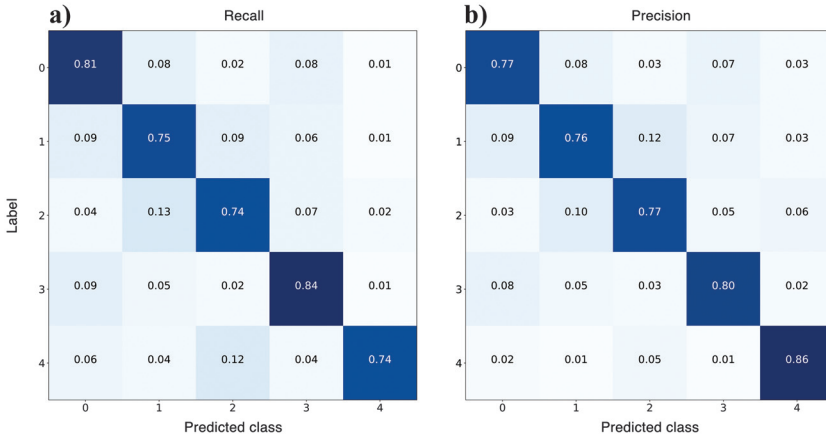 a) Recall
0 0.81 0.08 0.02 0.08 0.01
1 0.09 0.75 0.09 0.06 0.01
2 0.04 0.13 0.74 0.07 0.02
3 0.09 0.05 0.02 0.84 0.01
4 0.06 0.04 0.12 0.04 0.74
0 1 2 3 4
Label
Predicted class
b) Precision
0 0.77 0.08 0.03 0.07 0.03
1 0.09 0.76 0.12 0.07 0.03
2 0.03 0.10 0.77 0.05 0.06
3 0.08 0.05 0.03 0.80 0.02
4 0.02 0.01 0.05 0.01 0.86
0 1 2 3 4
Predicted class